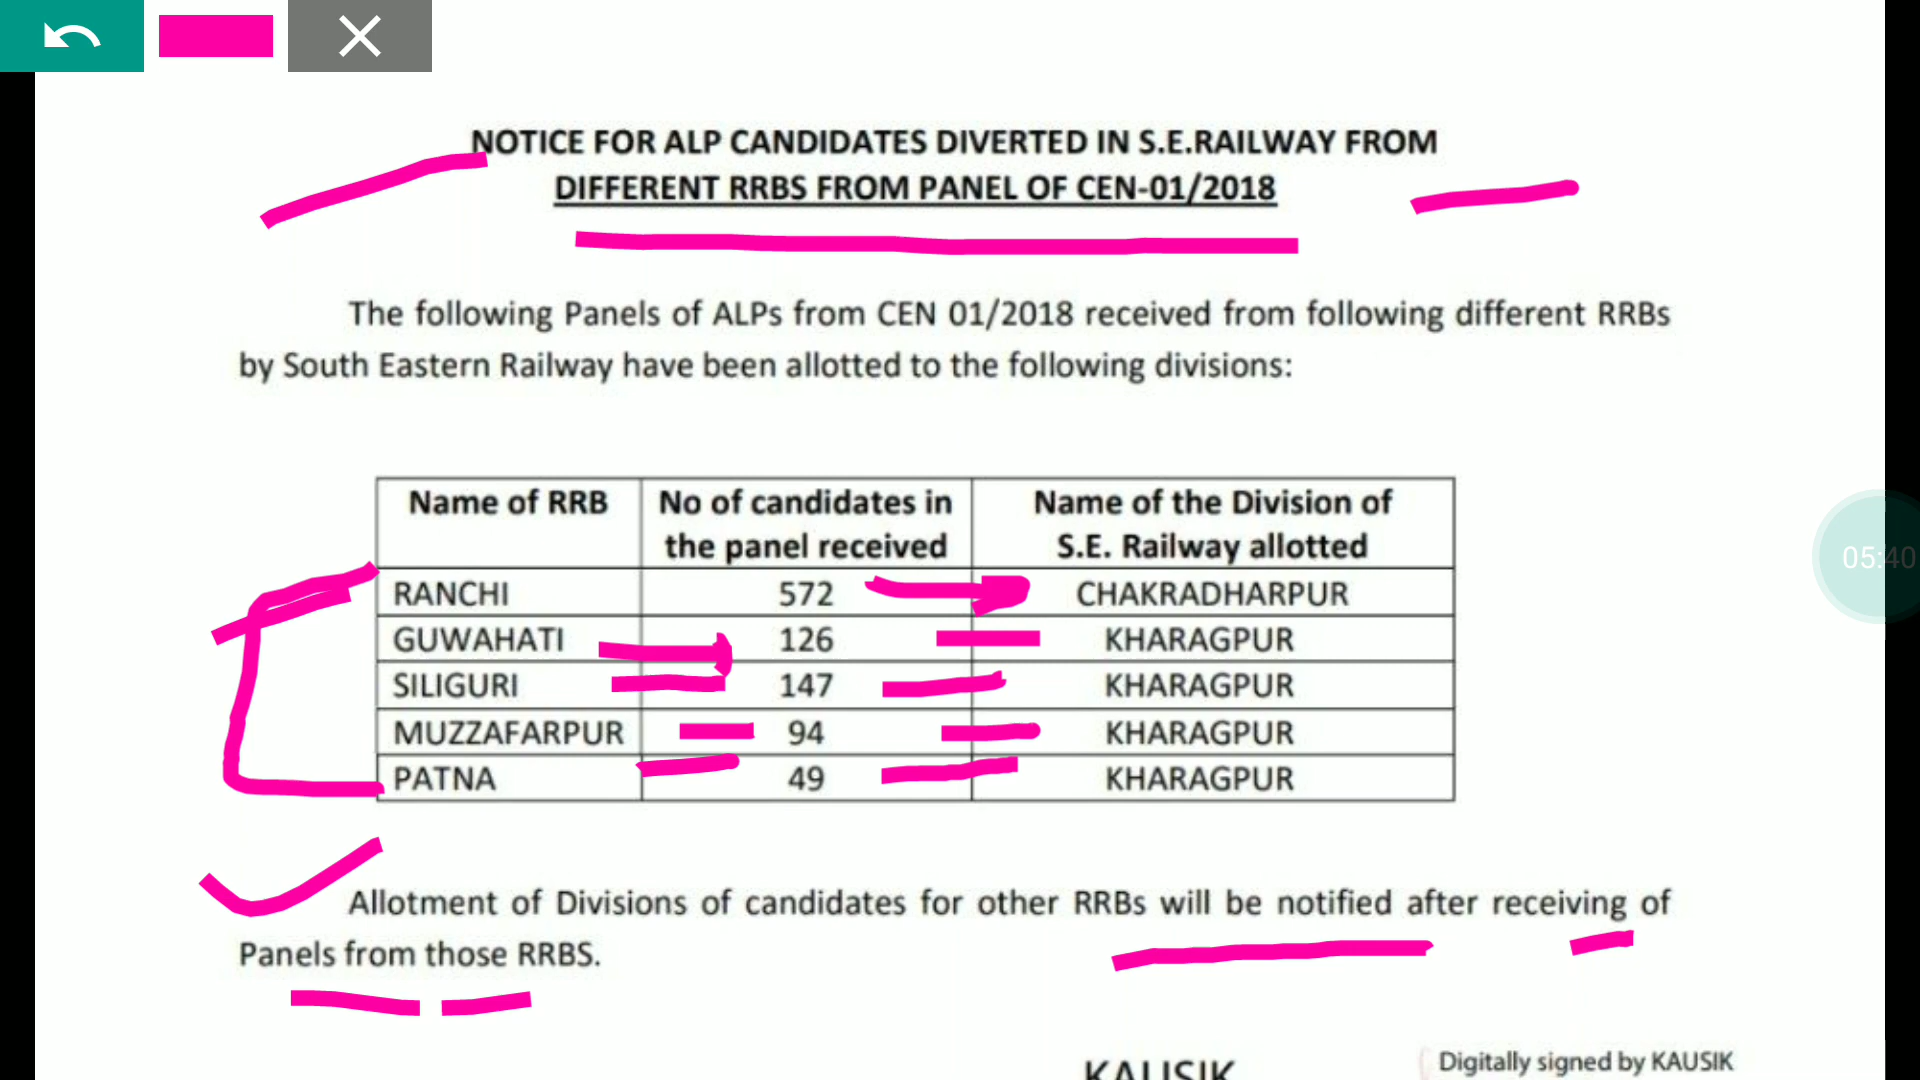 NOTICE FOR ALP CANDIDATES DIVERTED IN S.E.RAILWAY FROM
DIFFERENT RRBS FROM PANEL OF CEN-01/2018
The following Panels of ALPs from CEN 01/2018 received from following different RRBs
by South Eastern Railway have been allotted to the following divisions:
Name of RRB No of candidates in the panel received Name of the Division of S.E. Railway allotted
RANCHI 572 CHAKRADHARPUR
GUWAHATI 126 KHARAGPUR
SILIGURI 147 KHARAGPUR
MUZZAFARPUR 94 KHARAGPUR
PATNA 49 KHARAGPUR
05:40
Allotment of Divisions of candidates for other RRBs will be notified after receiving of
Panels from those RRBS.
KAUSIK Digitally signed by KAUSIK